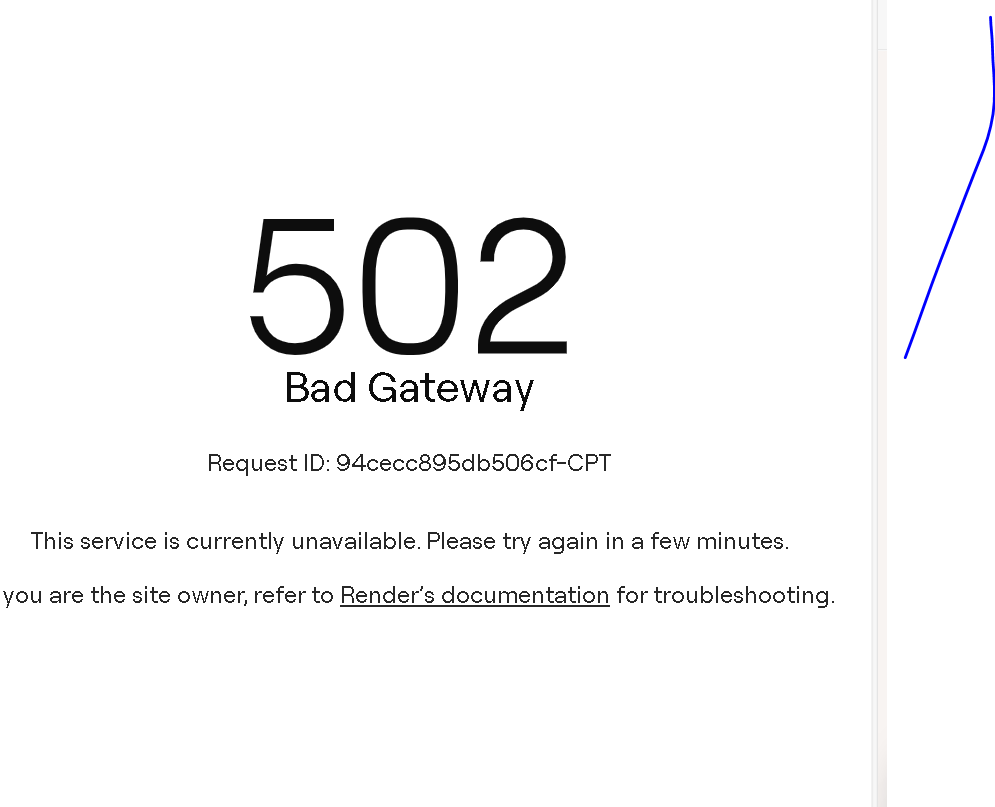 502
Bad Gateway
Request ID: 94cecc895db506cf-CPT
This service is currently unavailable. Please try again in a few minutes.
you are the site owner, refer to Render's documentation for troubleshooting.